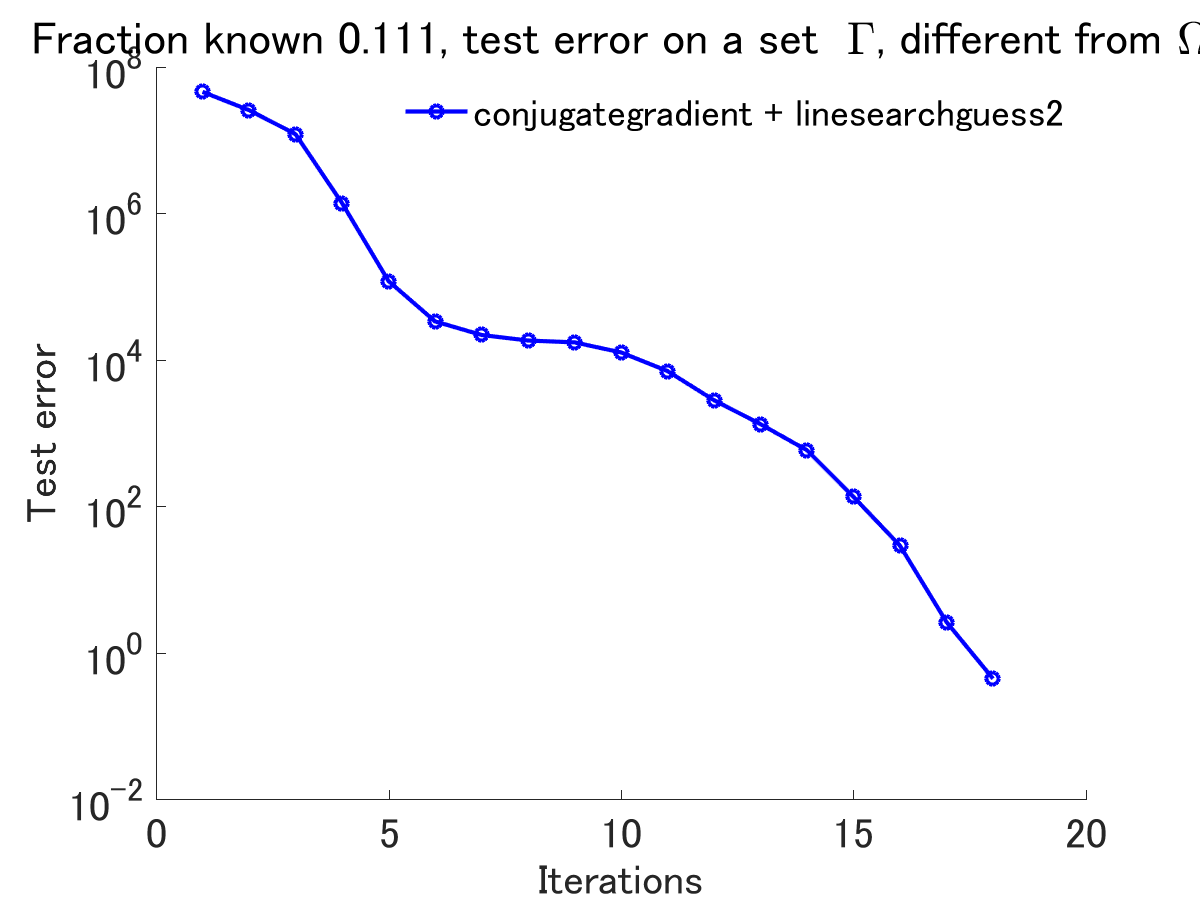 Fraction known 0.111, test error on a set Γ, different from Ω
10^8
conjugategradient + linesearchguess2
10^6
10^4
10^2
10^0
10^−2
Test error
0 5 10 15 20
Iterations